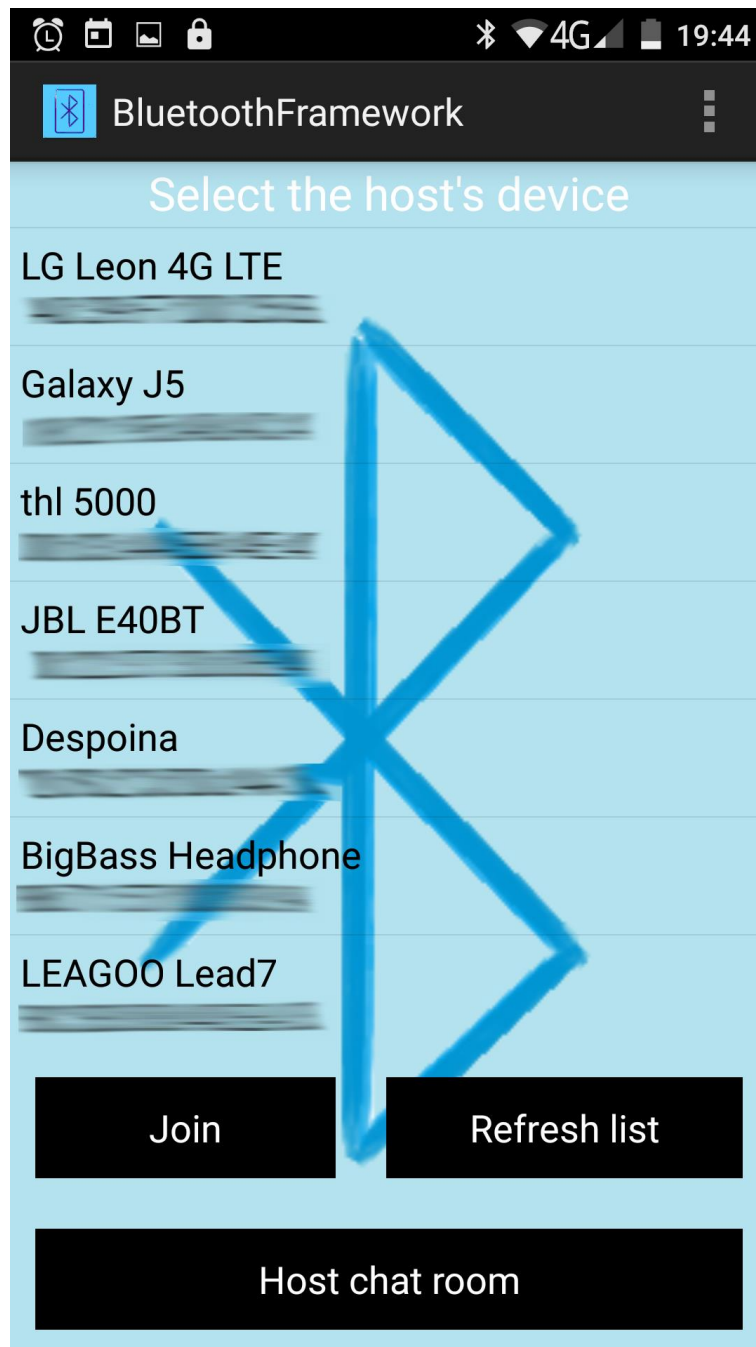 4G 19:44
BluetoothFramework
Select the host's device
LG Leon 4G LTE
Galaxy J5
thl 5000
JBL E40BT
Despoina
BigBass Headphone
LEAGOO Lead7
Join Refresh list
Host chat room